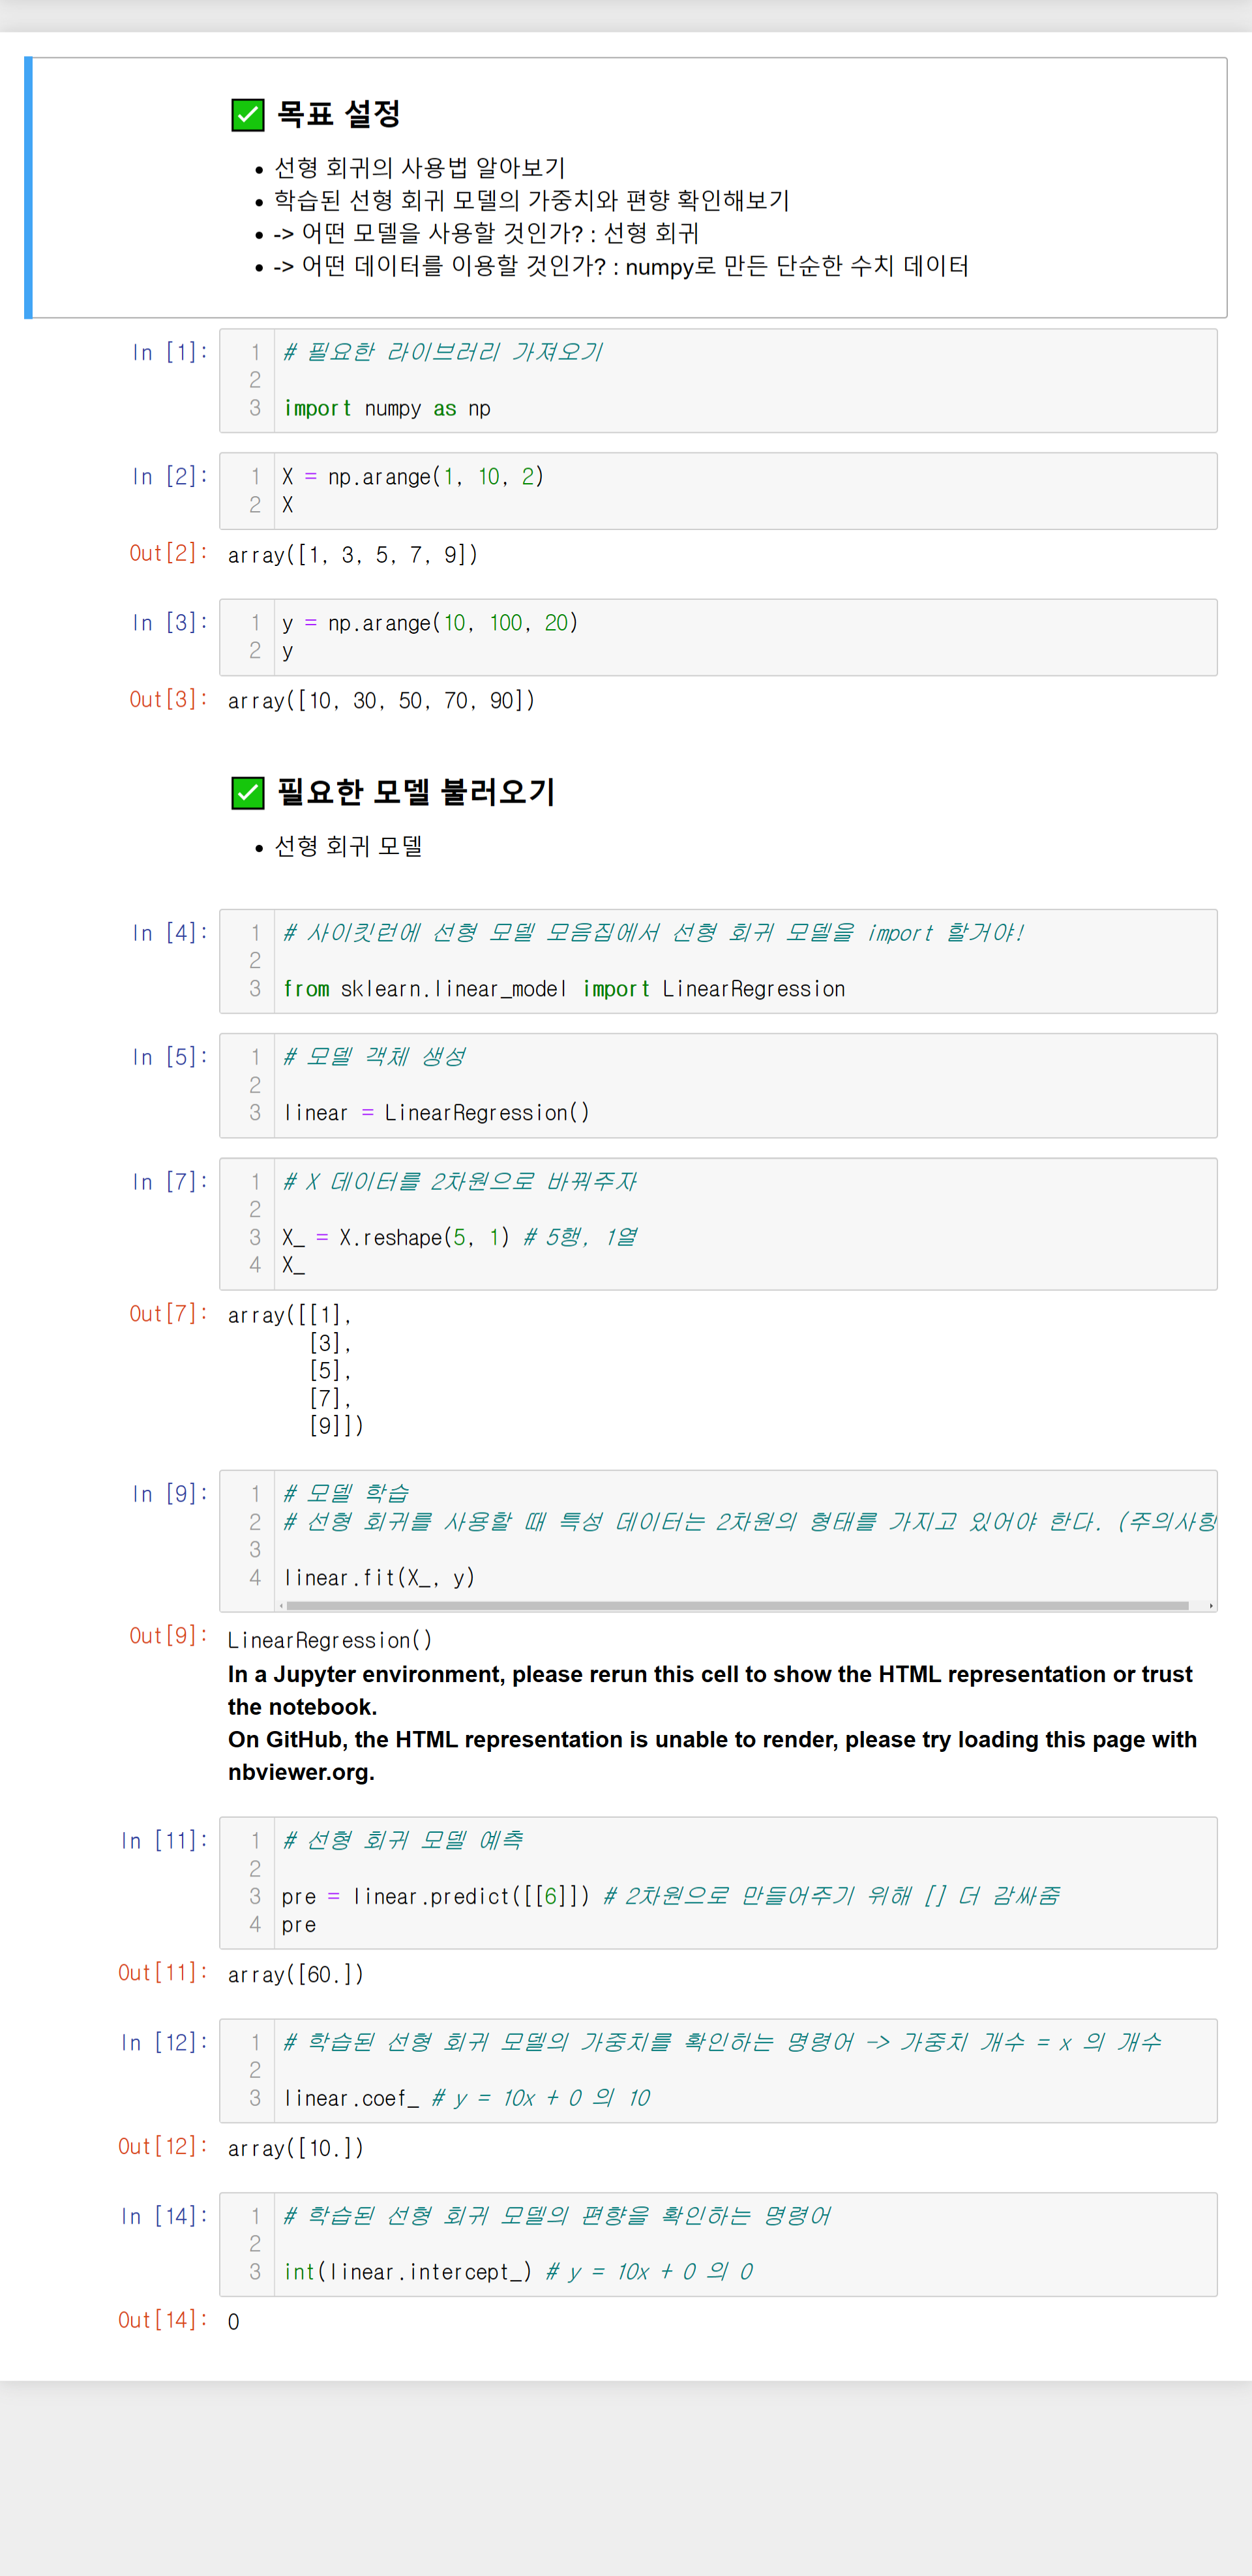 ✅ 목표 설정
• 선형 회귀의 사용법 알아보기
• 학습된 선형 회귀 모델의 가중치와 편향 확인해보기
• -> 어떤 모델을 사용할 것인가? : 선형 회귀
• -> 어떤 데이터를 이용할 것인가? : numpy로 만든 단순한 수치 데이터
In [1]:
1 # 필요한 라이브러리 가져오기
2
3 import numpy as np
In [2]:
1 X = np.arange(1, 10, 2)
2 X
Out[2]: array([1, 3, 5, 7, 9])
In [3]:
1 y = np.arange(10, 100, 20)
2 y
Out[3]: array([10, 30, 50, 70, 90])
✅ 필요한 모델 불러오기
• 선형 회귀 모델
In [4]:
1 # 사이킷런에 선형 모델 모음집에서 선형 회귀 모델을 import 할거야!
2
3 from sklearn.linear_model import LinearRegression
In [5]:
1 # 모델 객체 생성
2
3 linear = LinearRegression()
In [7]:
1 # X 데이터를 2차원으로 바꿔주자
2
3 X_ = X.reshape(5, 1) # 5행, 1열
4 X_
Out[7]: array([[1],
[3],
[5],
[7],
[9]])
In [9]:
1 # 모델 학습
2 # 선형 회귀를 사용할 때 특성 데이터는 2차원의 형태를 가지고 있어야 한다. (주의사항
3
4 linear.fit(X_, y)
Out[9]: LinearRegression()
In a Jupyter environment, please rerun this cell to show the HTML representation or trust
the notebook.
On GitHub, the HTML representation is unable to render, please try loading this page with
nbviewer.org.
In [11]:
1 # 선형 회귀 모델 예측
2
3 pre = linear.predict([[6]]) # 2차원으로 만들어주기 위해 [] 더 감싸줌
4 pre
Out[11]: array([60.])
In [12]:
1 # 학습된 선형 회귀 모델의 가중치를 확인하는 명령어 -> 가중치 개수 = x 의 개수
2
3 linear.coef_ # y = 10x + 0 의 10
Out[12]: array([10.])
In [14]:
1 # 학습된 선형 회귀 모델의 편향을 확인하는 명령어
2
3 int(linear.intercept_) # y = 10x + 0 의 0
Out[14]: 0